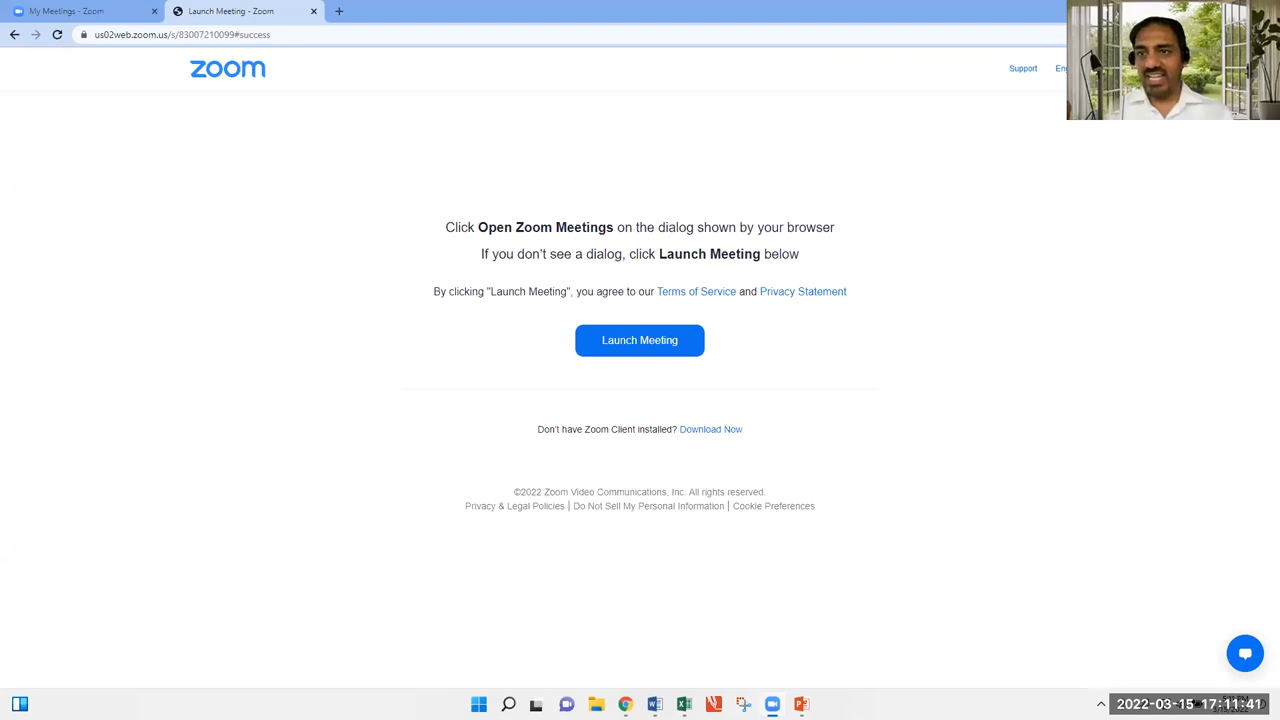 My Meetings - Zoom
Launch Meeting - Zoom
us02web.zoom.us/s/83007210099#success
zoom
Support
Click Open Zoom Meetings on the dialog shown by your browser
If you don't see a dialog, click Launch Meeting below
By clicking "Launch Meeting", you agree to our Terms of Service and Privacy Statement
Launch Meeting
Don't have Zoom Client installed? Download Now
©2022 Zoom Video Communications, Inc. All rights reserved.
Privacy & Legal Policies | Do Not Sell My Personal Information | Cookie Preferences
2022-03-15 17:11:41